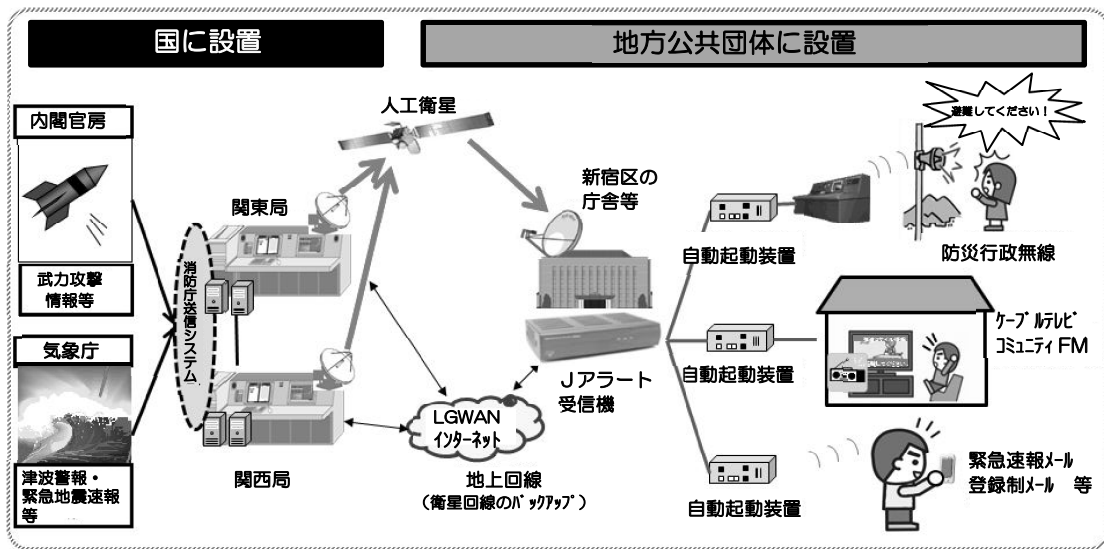 国に設置
地方公共団体に設置
内閣官房
武力攻撃
情報等
気象庁
津波警報・
緊急地震速報
等
消防庁送信システム
関東局
関西局
人工衛星
LGWAN
ｲﾝﾀｰﾈｯﾄ
地上回線
（衛星回線のﾊﾞｯｸｱｯﾌﾟ）
新宿区の
庁舎等
Ｊアラート
受信機
自動起動装置
自動起動装置
自動起動装置
避難してください！
防災行政無線
ｹｰﾌﾞﾙﾃﾚﾋﾞ
ｺﾐｭﾆﾃｨFM
緊急速報ﾒｰﾙ
登録制ﾒｰﾙ　等